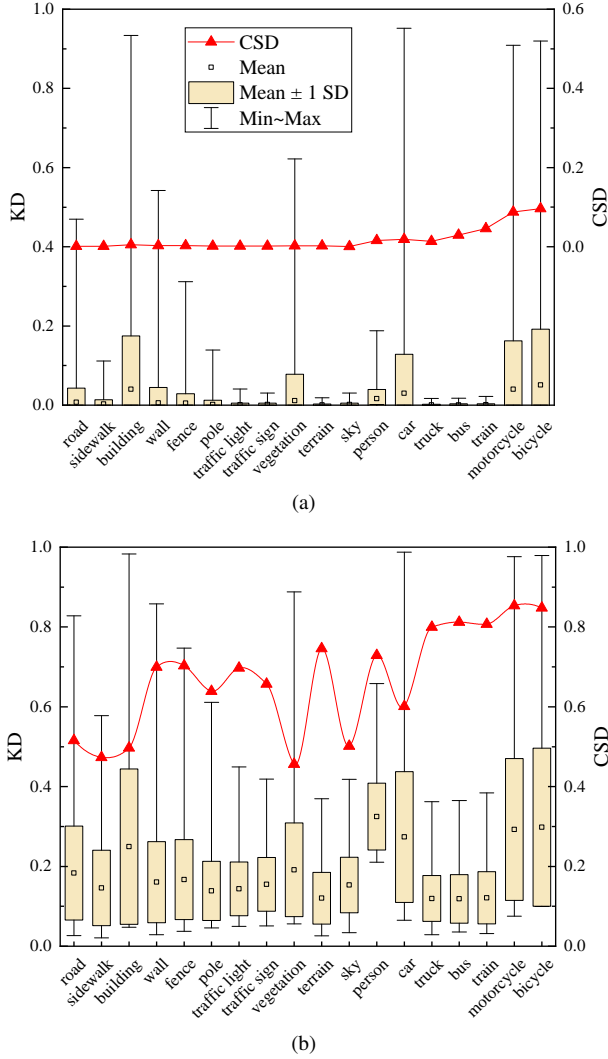 1.0
0.8
0.6
0.4
0.2
0.0
KD
0.6
0.4
0.2
0.0
CSD
CSD
Mean
Mean ± 1 SD
Min~Max
road
sidewalk
building
wall
fence
pole
traffic light
traffic sign
vegetation
terrain
sky
person
car
truck
bus
train
motorcycle
bicycle
(a)
1.0
0.8
0.6
0.4
0.2
0.0
KD
1.0
0.8
0.6
0.4
0.2
0.0
CSD
road
sidewalk
building
wall
fence
pole
traffic light
traffic sign
vegetation
terrain
sky
person
car
truck
bus
train
motorcycle
bicycle
(b)